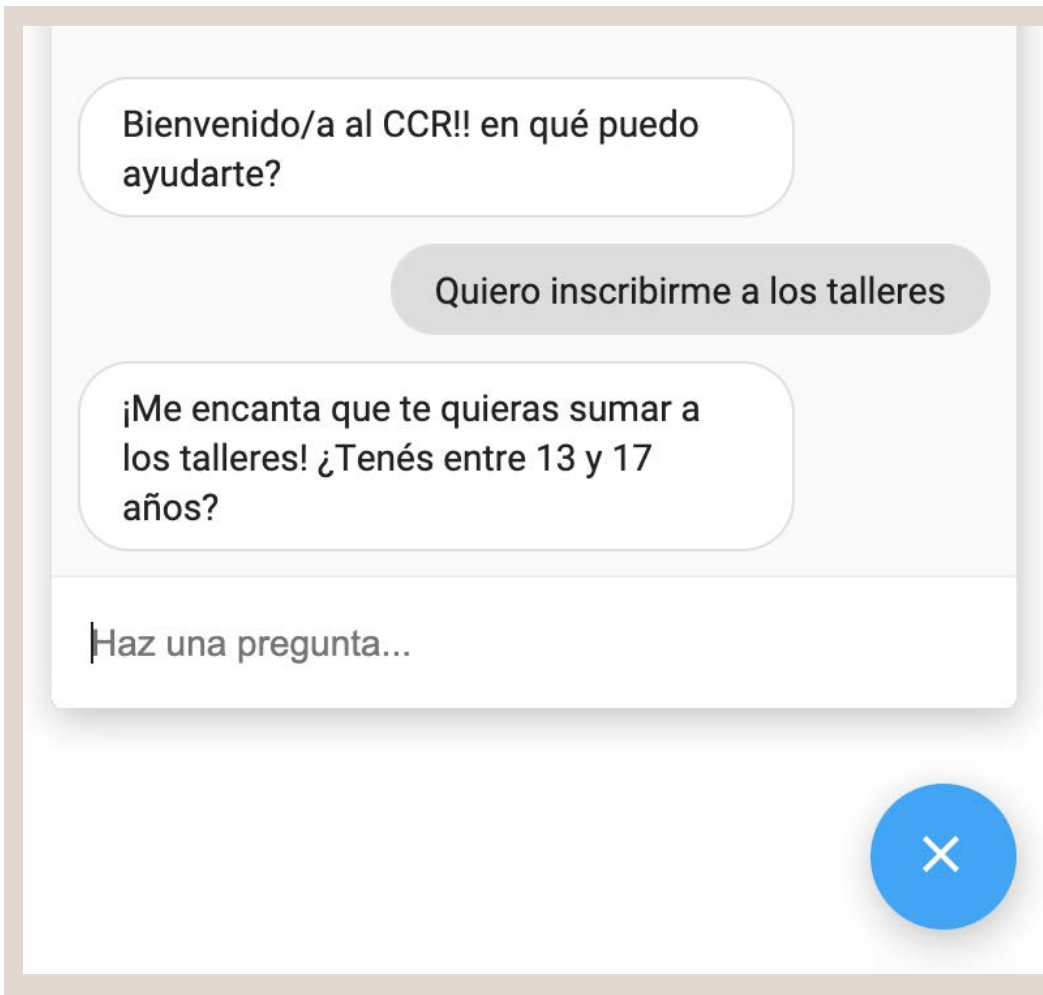 Bienvenido/a al CCR!! en qué puedo
ayudarte?
Quiero inscribirme a los talleres
¡Me encanta que te quieras sumar a
los talleres! ¿Tenés entre 13 y 17
años?
Haz una pregunta...